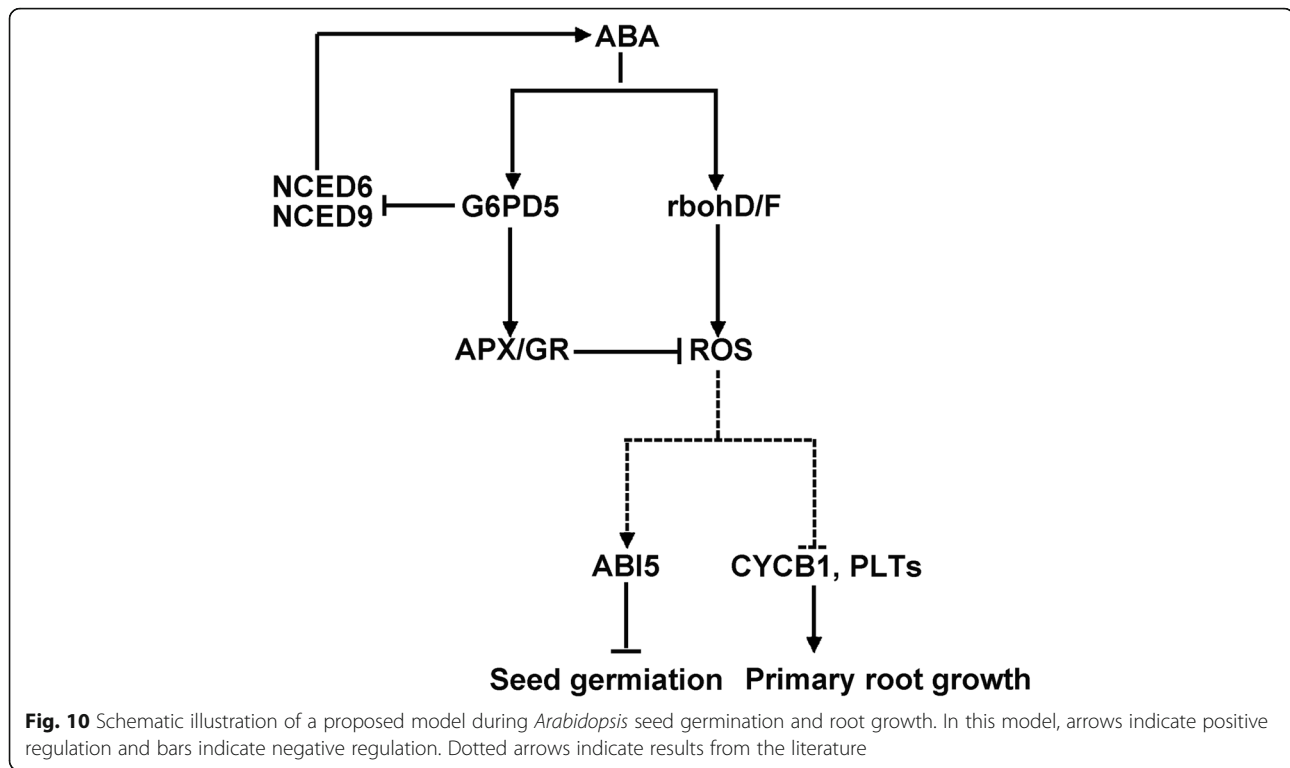 ABA
NCED6
NCED9
G6PD5
rbohD/F
APX/GR
ROS
ABI5
CYCB1, PLTs
Seed germiation
Primary root growth
Fig. 10 Schematic illustration of a proposed model during Arabidopsis seed germination and root growth. In this model, arrows indicate positive
regulation and bars indicate negative regulation. Dotted arrows indicate results from the literature